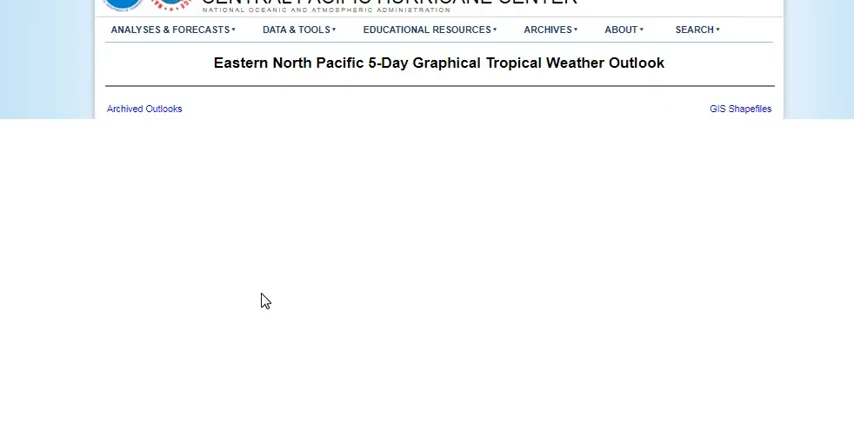 CENTRAL PACIFIC HURRICANE CENTER
NATIONAL OCEANIC AND ATMOSPHERIC ADMINISTRATION
ANALYSES & FORECASTS▾ DATA & TOOLS▾ EDUCATIONAL RESOURCES▾ ARCHIVES▾ ABOUT▾ SEARCH▾
Eastern North Pacific 5-Day Graphical Tropical Weather Outlook
Archived Outlooks GIS Shapefiles